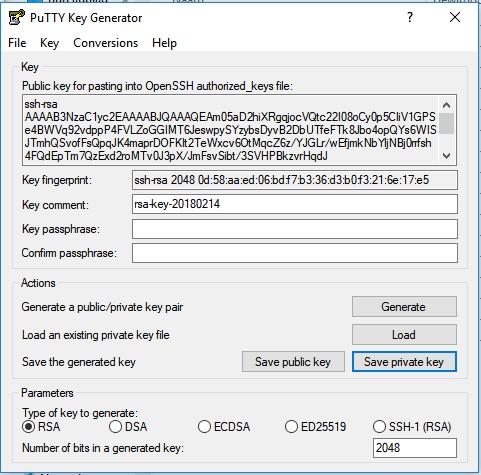 PuTTY Key Generator
File Key Conversions Help
Key
Public key for pasting into OpenSSH authorized_keys file:
ssh-rsa
AAAAB3NzaC1yc2EAAAABJQAAAQEAm05aD2hiXRgqjocVQtc22I08oCy0p5CliV1GPS
e4BWVq92vdppP4FVLZoGGIMT6JeswpySYzybsDyvB2DbUTfeFTk8Jbo4opQYs6WIS
JTmhQSvofFsQpqJK4maprDOFKIt2TeWxcv6OtMqcZ6z/YJGLr/wEfjmkNbYIjNBj0rrfsh
4FQdEpTm7QzExd2roMTv0J3pX/JmFsvSibt/3SVHPBkzvrHqdJ
Key fingerprint: ssh-rsa 2048 0d:58:aa:ed:06:bd:f7:b3:36:d3:b0:f3:21:6e:17:e5
Key comment: rsa-key-20180214
Key passphrase:
Confirm passphrase:
Actions
Generate a public/private key pair Generate
Load an existing private key file Load
Save the generated key Save public key Save private key
Parameters
Type of key to generate:
RSA DSA ECDSA ED25519 SSH-1 (RSA)
Number of bits in a generated key: 2048